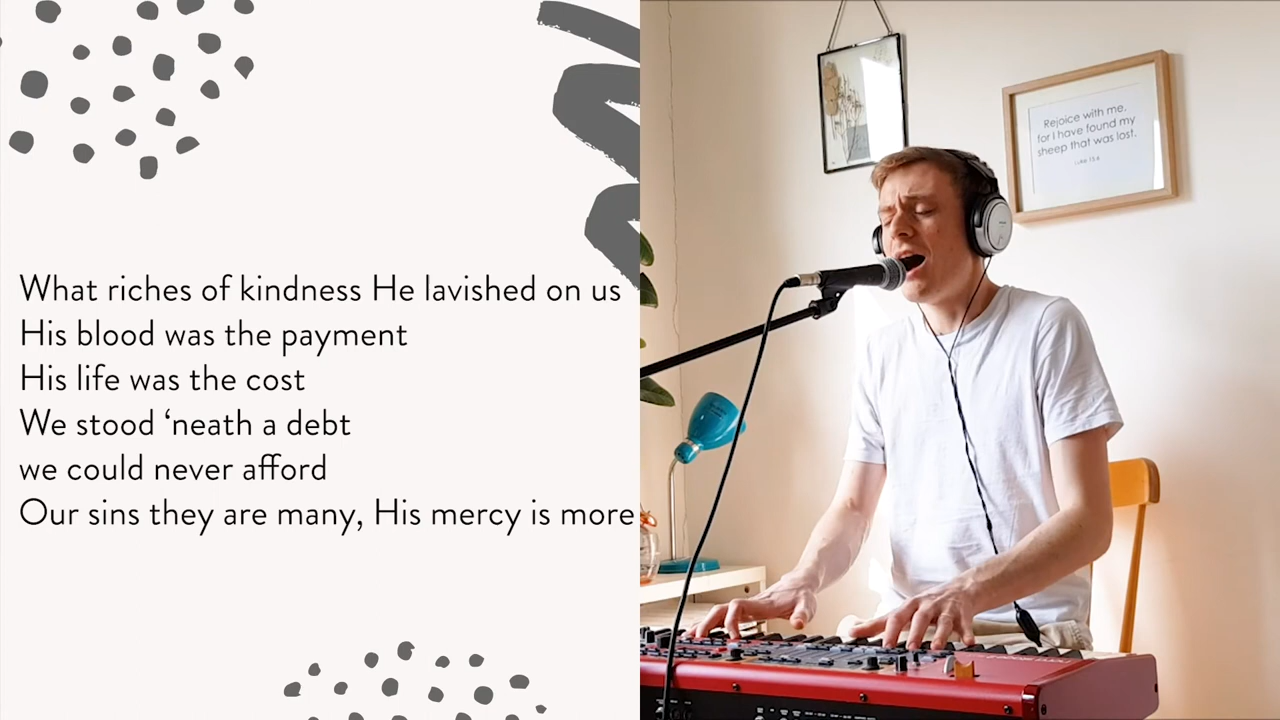 What riches of kindness He lavished on us
His blood was the payment
His life was the cost
We stood ‘neath a debt
we could never afford
Our sins they are many, His mercy is more
Rejoice with me,
for I have found my
sheep that was lost.